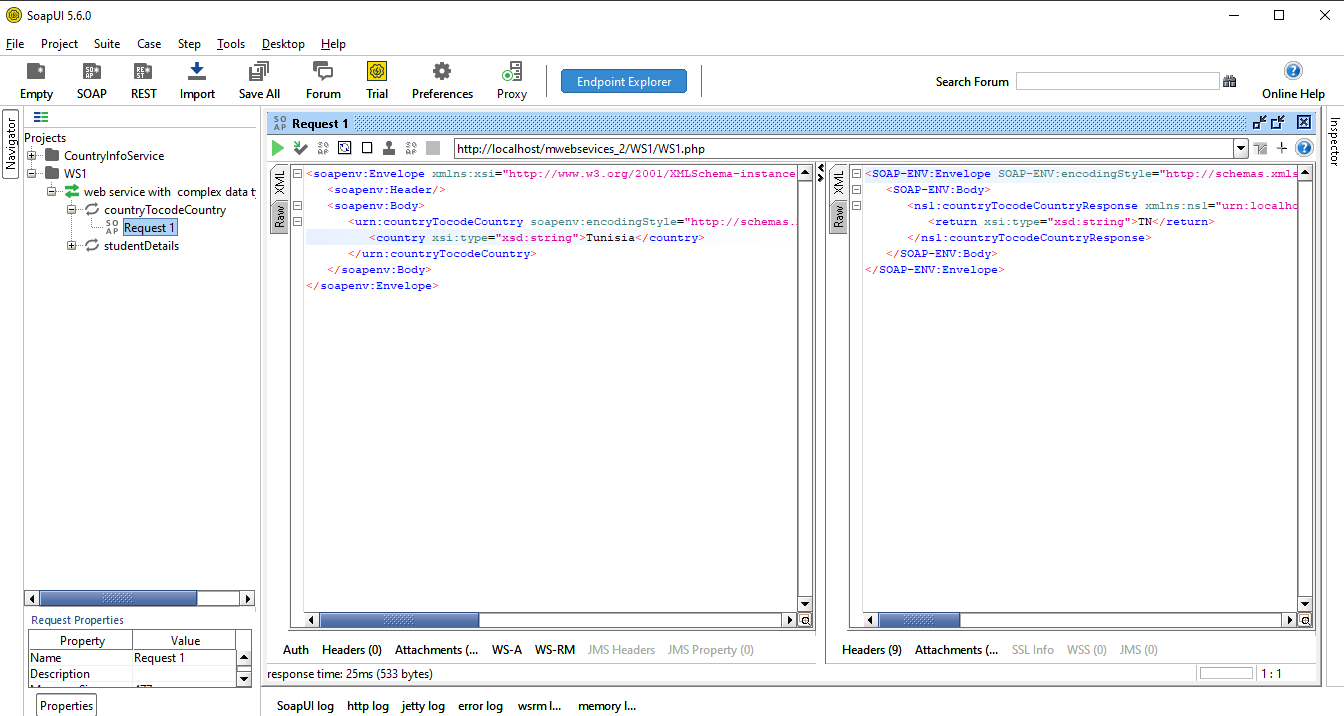 SoapUI 5.6.0
File Project Suite Case Step Tools Desktop Help
Empty SOAP REST Import Save All Forum Trial Preferences Proxy Endpoint Explorer Search Forum Online Help
Navigator
Projects
CountryInfoService
WS1
web service with complex data ty
countryTocodeCountry
SO AP Request 1
studentDetails
Request Properties
Property Value
Name Request 1
Description
Properties
SO AP Request 1
http://localhost/mwebsevices_2/WS1/WS1.php
XML
Raw
<soapenv:Envelope xmlns:xsi="http://www.w3.org/2001/XMLSchema-instance
<soapenv:Header/>
<soapenv:Body>
<urn:countryTocodeCountry soapenv:encodingStyle="http://schemas.
<country xsi:type="xsd:string">Tunisia</country>
</urn:countryTocodeCountry>
</soapenv:Body>
</soapenv:Envelope>
XML
Raw
<SOAP-ENV:Envelope SOAP-ENV:encodingStyle="http://schemas.xmls
<SOAP-ENV:Body>
<ns1:countryTocodeCountryResponse xmlns:ns1="urn:localho
<return xsi:type="xsd:string">TN</return>
</ns1:countryTocodeCountryResponse>
</SOAP-ENV:Body>
</SOAP-ENV:Envelope>
Inspector
Auth Headers (0) Attachments (... WS-A WS-RM JMS Headers JMS Property (0)
Headers (9) Attachments (... SSL Info WSS (0) JMS (0)
response time: 25ms (533 bytes)
1 : 1
SoapUI log http log jetty log error log wsrm l... memory l...